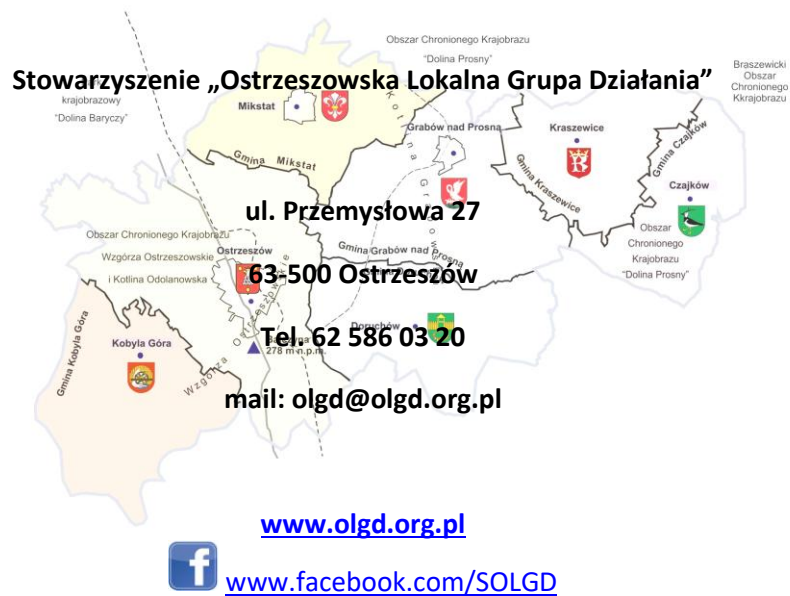 Obszar Chronionego Krajobrazu
"Dolina Prosny"
Braszewicki
Obszar
Chronionego
Kkrajobrazu
Stowarzyszenie „Ostrzeszowska Lokalna Grupa Działania”
krajobrazowy
"Dolina Baryczy"
Mikstat
Grabów nad Prosną
Kraszewice
Gmina Mikstat
Gmina Kraszewice
Gmina Czajków
Czajków
ul. Przemysłowa 27
Obszar Chronionego Krajobrazu
Wzgórza Ostrzeszowskie
i Kotlina Odolanowska
Ostrzeszów
Gmina Grabów nad Prosną
Obszar
Chronionego
Krajobrazu
"Dolina Prosny"
63-500 Ostrzeszów
Doruchów
Tel. 62 586 03 20
278 m n.p.m.
Kobyla Góra
Gmina Kobyla Góra
Wzgórza Ostrzeszowskie
mail: olgd@olgd.org.pl
www.olgd.org.pl
f www.facebook.com/SOLGD